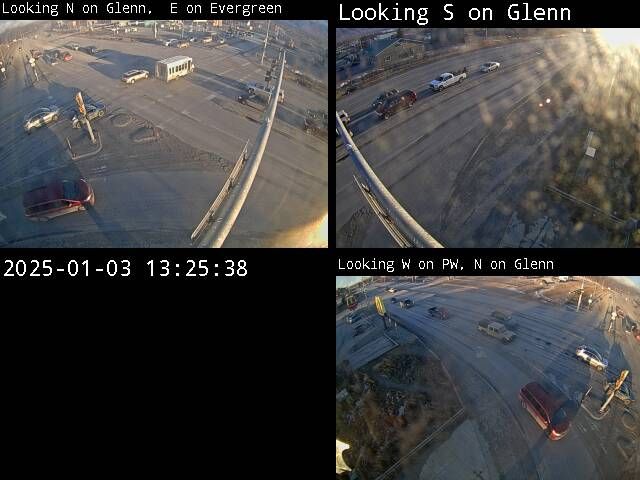 Looking N on Glenn,  E on Evergreen
Looking S on Glenn
2025-01-03 13:25:38
Looking W on PW, N on Glenn